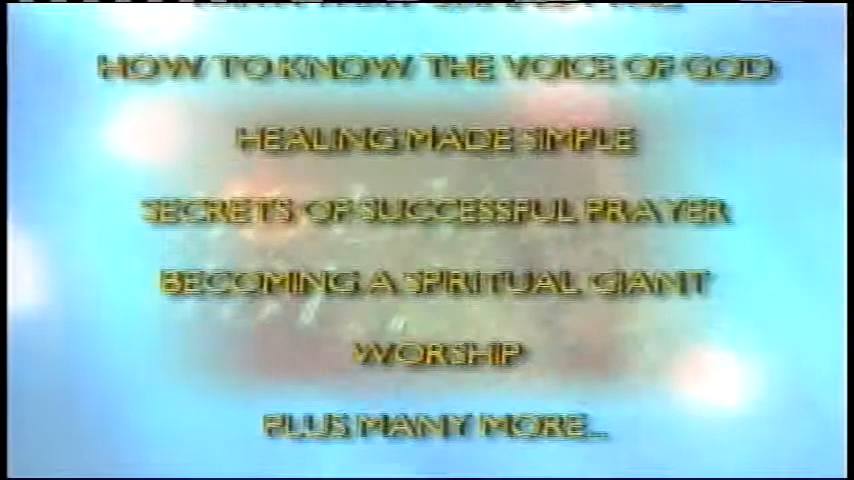 HOW TO KNOW THE VOICE OF GOD
HEALING MADE SIMPLE
SECRETS OF SUCCESSFUL PRAYER
BECOMING A SPRITUAL GIANT
WORSHIP
PLUS MANY MORE...